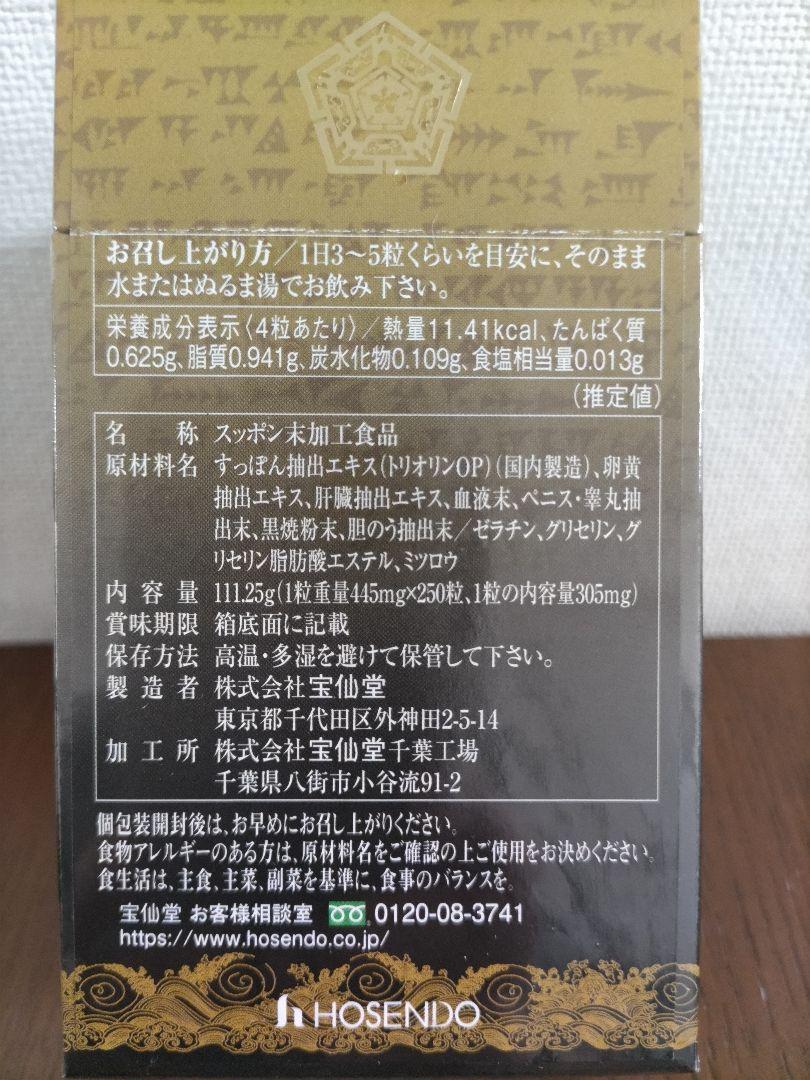 お召し上がり方／1日3〜5粒くらいを目安に、そのまま
水またはぬるま湯でお飲み下さい。
栄養成分表示〈4粒あたり〉／熱量11.41kcal、たんぱく質
0.625g、脂質0.941g、炭水化物0.109g、食塩相当量0.013g
(推定値)
名称 スッポン末加工食品
原材料名 すっぽん抽出エキス(トリオリンOP)(国内製造)、卵黄
抽出エキス、肝臓抽出エキス、血液末、ペニス・睾丸抽
出末、黒焼粉末、胆のう抽出末／ゼラチン、グリセリン、グ
リセリン脂肪酸エステル、ミツロウ
内容量 111.25g(1粒重量445mg×250粒、1粒の内容量305mg)
賞味期限 箱底面に記載
保存方法 高温・多湿を避けて保管して下さい。
製造者 株式会社宝仙堂
東京都千代田区外神田2-5-14
加工所 株式会社宝仙堂千葉工場
千葉県八街市小谷流91-2
個包装開封後は、お早めにお召し上がりください。
食物アレルギーのある方は、原材料名をご確認の上ご使用をお決めください。
食生活は、主食、主菜、副菜を基準に、食事のバランスを。
宝仙堂 お客様相談室 0120-08-3741
https://www.hosendo.co.jp/
HOSENDO